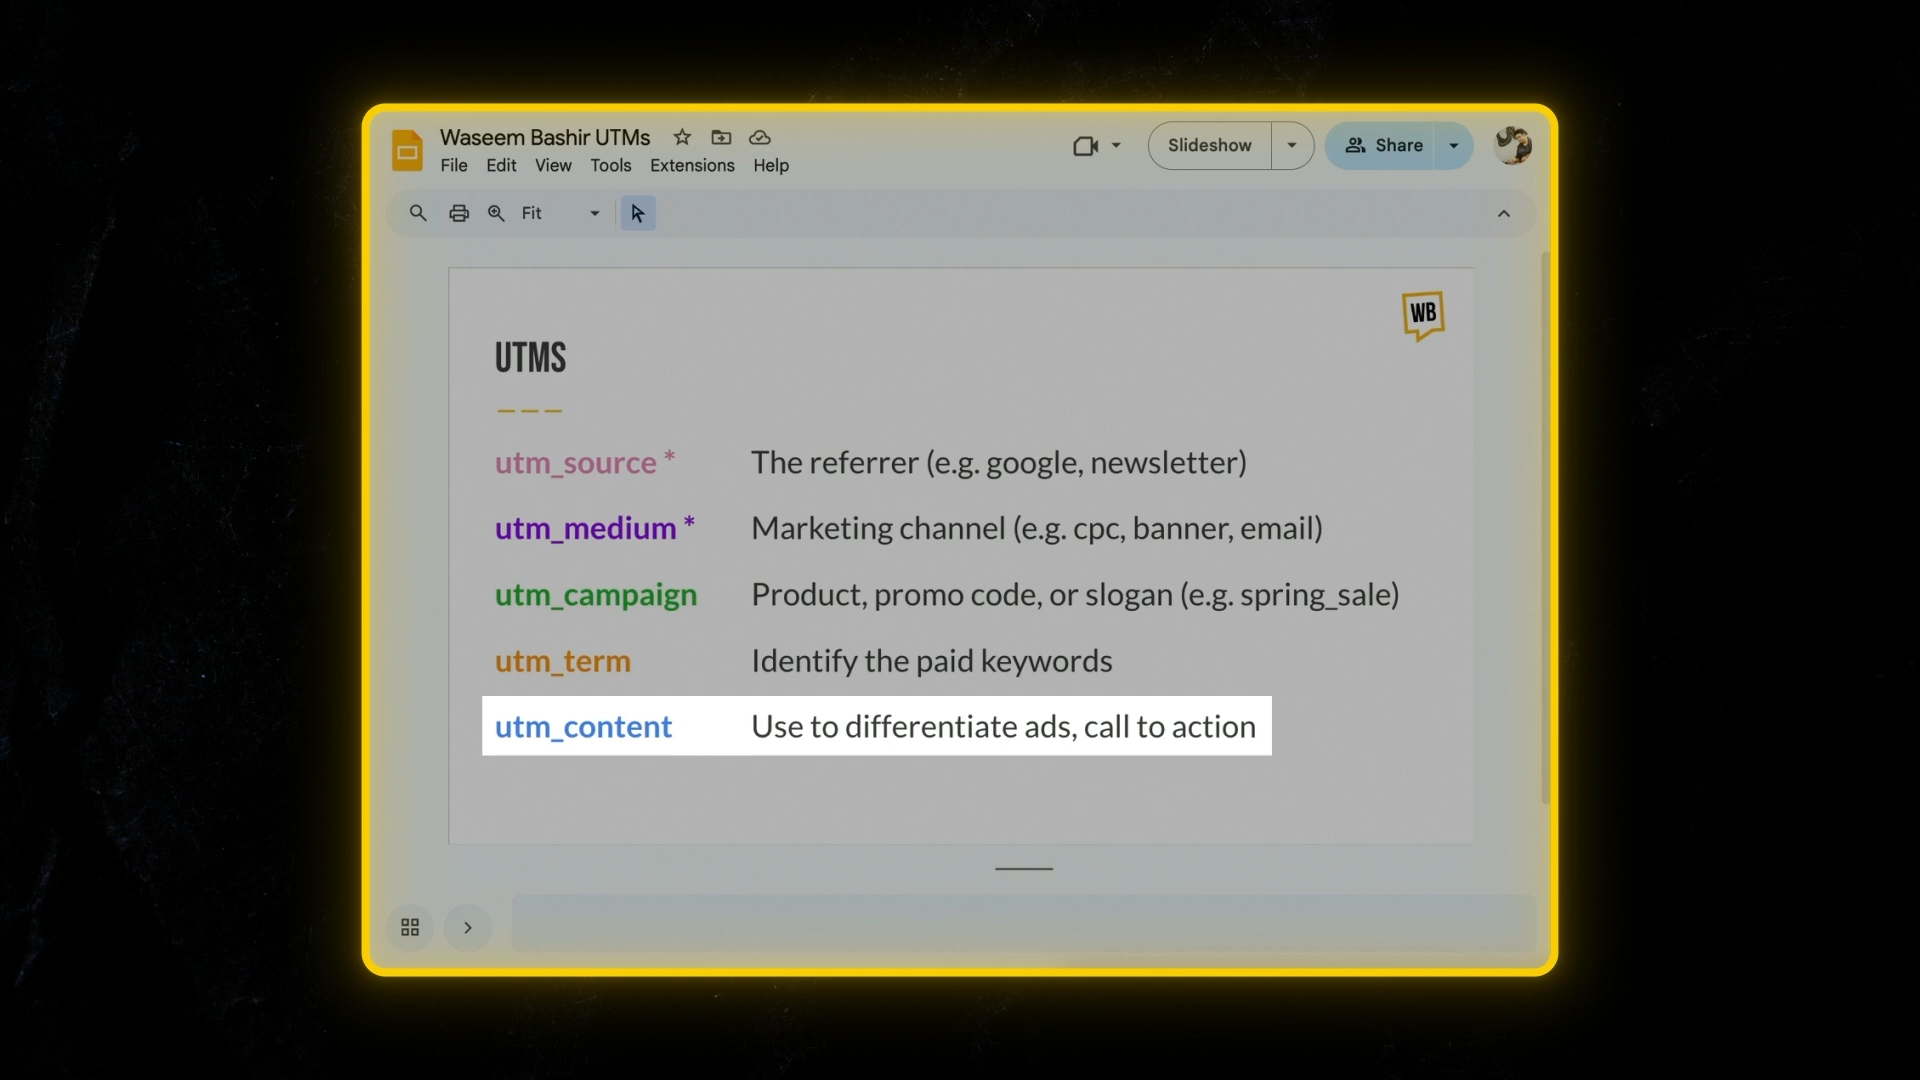 Waseem Bashir UTMs
File Edit View Tools Extensions Help
Slideshow
Share
Fit
WB
UTMS
utm_source * The referrer (e.g. google, newsletter)
utm_medium * Marketing channel (e.g. cpc, banner, email)
utm_campaign Product, promo code, or slogan (e.g. spring_sale)
utm_term Identify the paid keywords
utm_content Use to differentiate ads, call to action